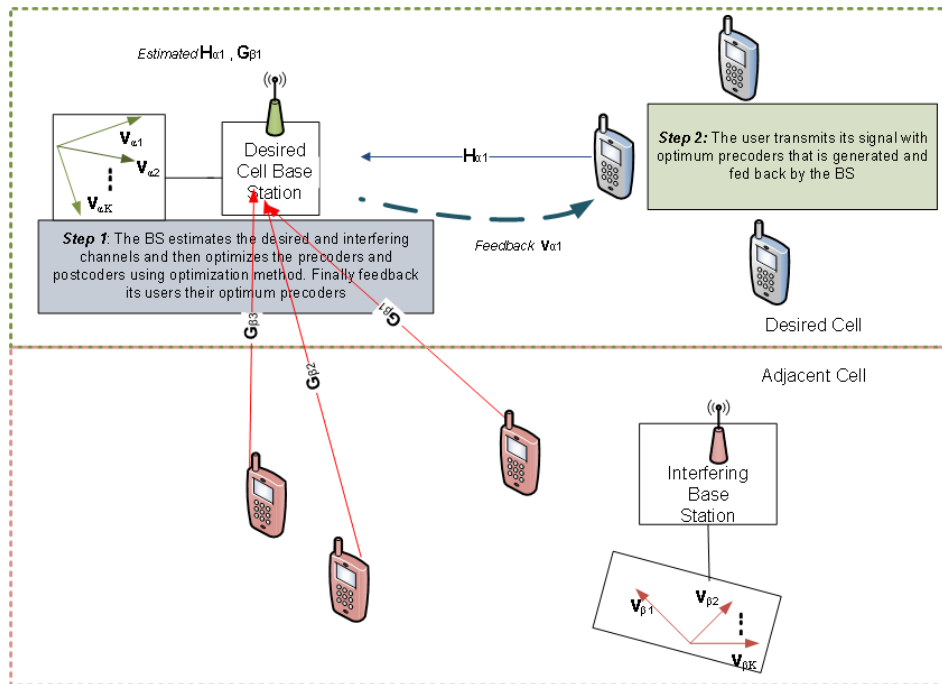 Estimated Hα1 , Gβ1
Vα1
Vα2
VαK
Desired
Cell Base
Station
Hα1
Step 2: The user transmits its signal with
optimum precoders that is generated and
fed back by the BS
Feedback Vα1
Step 1: The BS estimates the desired and interfering
channels and then optimizes the precoders and
postcoders using optimization method. Finally feedback
its users their optimum precoders
Gβ3
Gβ2
Gβ1
Desired Cell
Adjacent Cell
Interfering
Base
Station
Vβ1
Vβ2
VβK